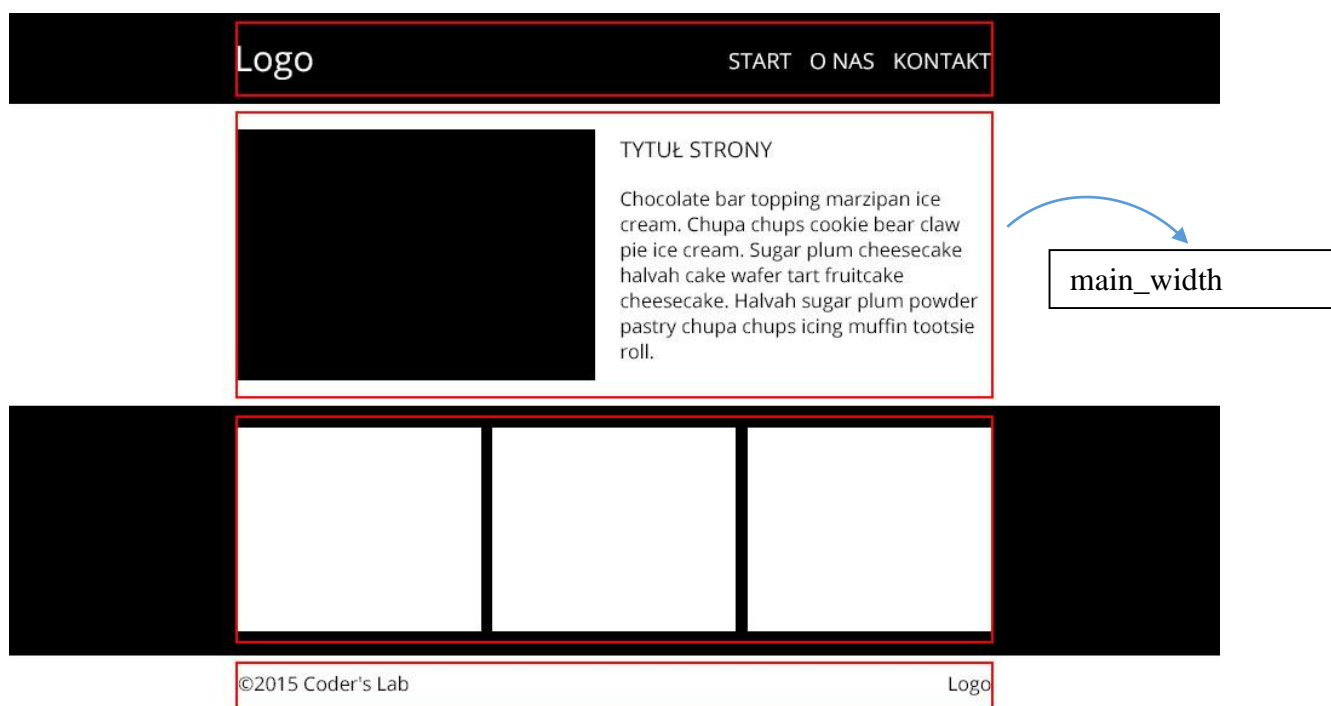 Logo
START O NAS KONTAKT
TYTUŁ STRONY
Chocolate bar topping marzipan ice
cream. Chupa chups cookie bear claw
pie ice cream. Sugar plum cheesecake
halvah cake wafer tart fruitcake
cheesecake. Halvah sugar plum powder
pastry chupa chups icing muffin tootsie
roll.
main_width
©2015 Coder's Lab
Logo